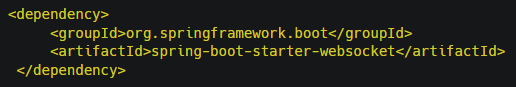 <dependency>
<groupId>org.springframework.boot</groupId>
<artifactId>spring-boot-starter-websocket</artifactId>
</dependency>